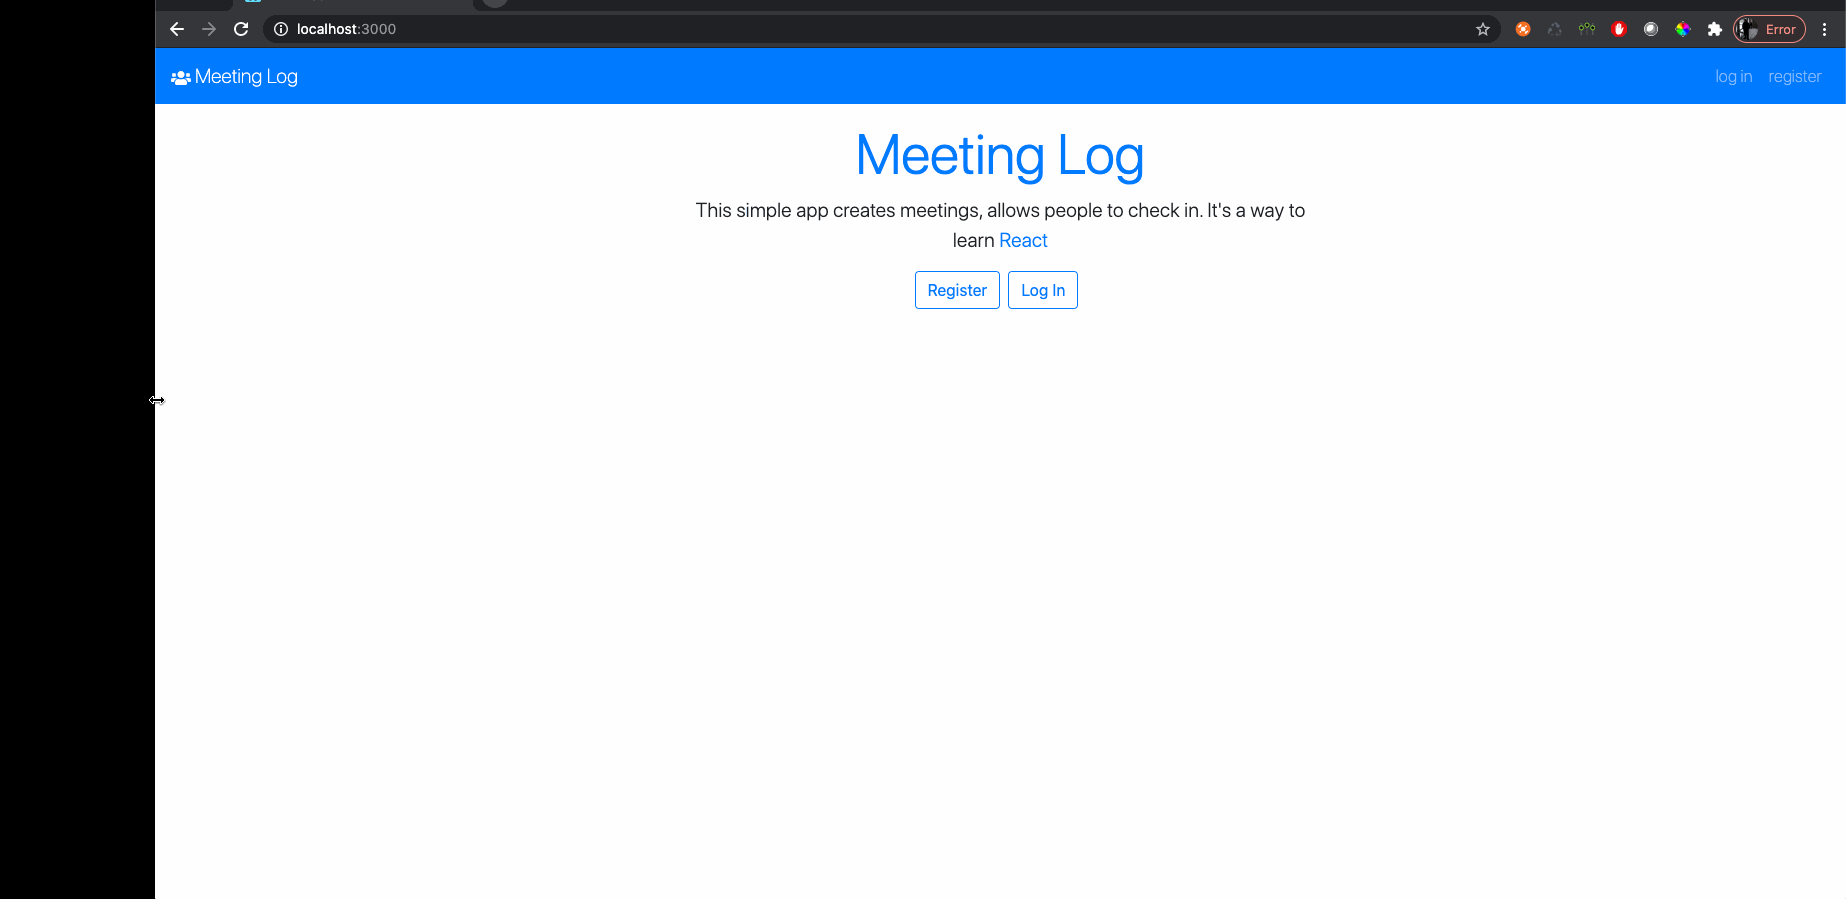 localhost:3000
Error
Meeting Log
log in register
Meeting Log
This simple app creates meetings, allows people to check in. It's a way to
learn React
Register
Log In